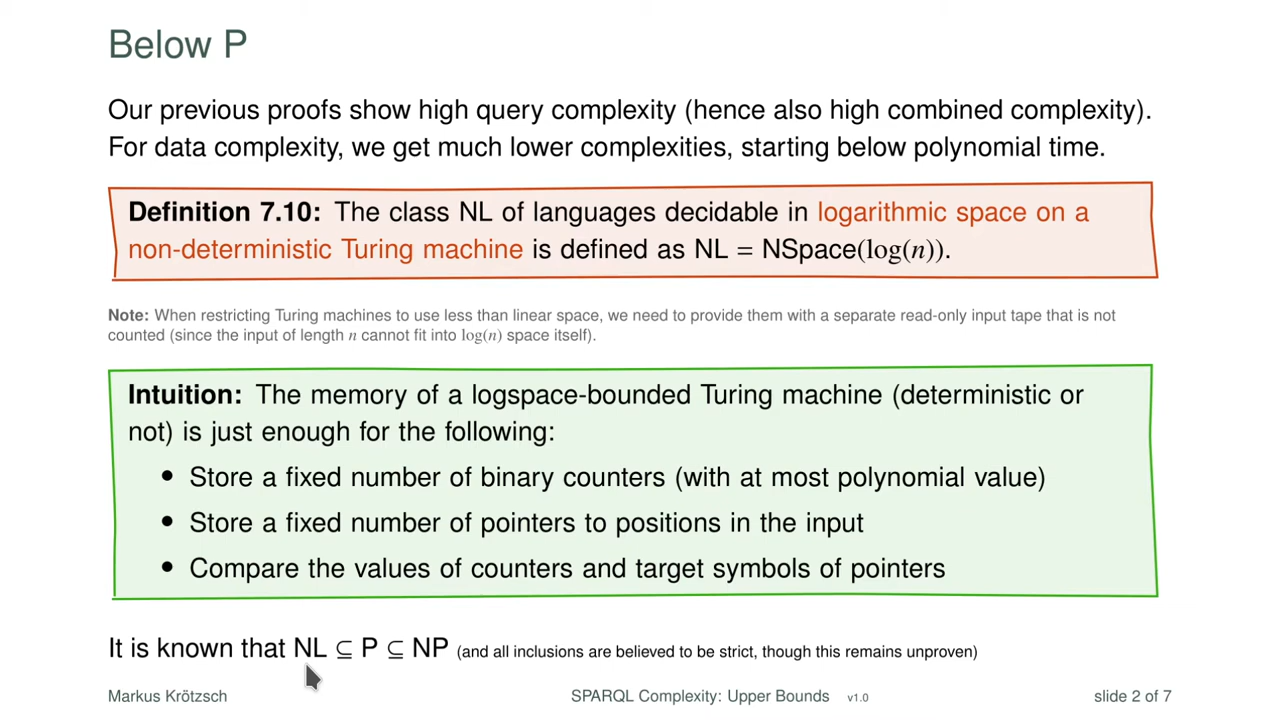 Below P
Our previous proofs show high query complexity (hence also high combined complexity).
For data complexity, we get much lower complexities, starting below polynomial time.
Definition 7.10: The class NL of languages decidable in logarithmic space on a
non-deterministic Turing machine is defined as NL = NSpace(log(n)).
Note: When restricting Turing machines to use less than linear space, we need to provide them with a separate read-only input tape that is not
counted (since the input of length n cannot fit into log(n) space itself).
Intuition: The memory of a logspace-bounded Turing machine (deterministic or
not) is just enough for the following:
• Store a fixed number of binary counters (with at most polynomial value)
• Store a fixed number of pointers to positions in the input
• Compare the values of counters and target symbols of pointers
It is known that NL ⊆ P ⊆ NP (and all inclusions are believed to be strict, though this remains unproven)
Markus Krötzsch SPARQL Complexity: Upper Bounds v1.0 slide 2 of 7